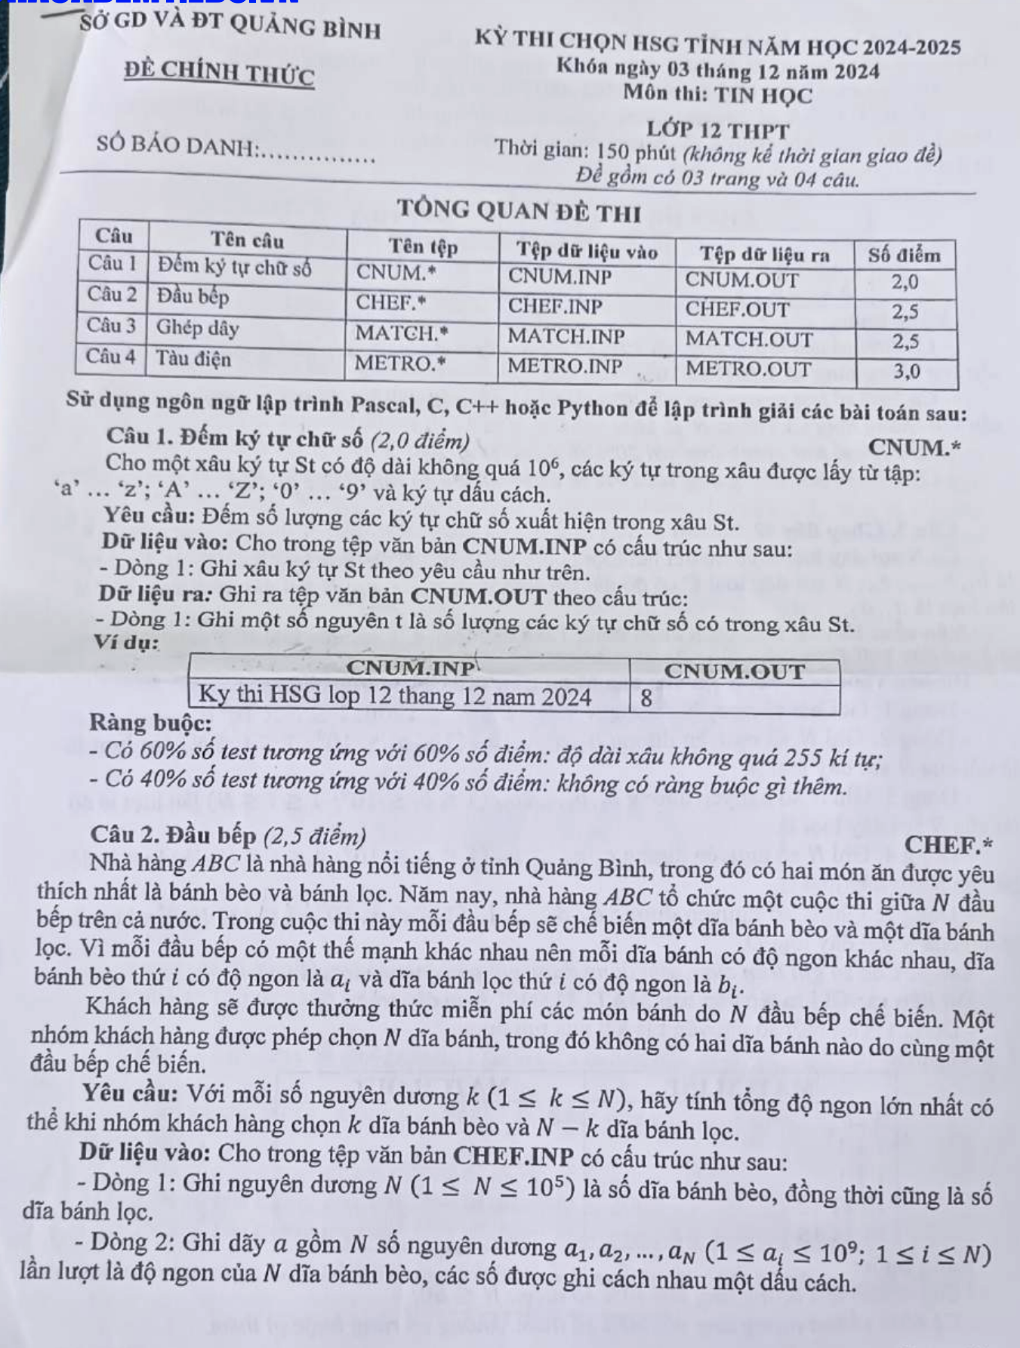 SỞ GD VÀ ĐT QUẢNG BÌNH
ĐỀ CHÍNH THỨC
SỐ BÁO DANH:...............
KỲ THI CHỌN HSG TỈNH NĂM HỌC 2024-2025
Khóa ngày 03 tháng 12 năm 2024
Môn thi: TIN HỌC
LỚP 12 THPT
Thời gian: 150 phút (không kể thời gian giao đề)
Đề gồm có 03 trang và 04 câu.
TỔNG QUAN ĐỀ THI
Câu Tên câu Tên tệp Tệp dữ liệu vào Tệp dữ liệu ra Số điểm
Câu 1 Đếm ký tự chữ số CNUM.* CNUM.INP CNUM.OUT 2,0
Câu 2 Đầu bếp CHEF.* CHEF.INP CHEF.OUT 2,5
Câu 3 Ghép dây MATCH.* MATCH.INP MATCH.OUT 2,5
Câu 4 Tàu điện METRO.* METRO.INP METRO.OUT 3,0
Sử dụng ngôn ngữ lập trình Pascal, C, C++ hoặc Python để lập trình giải các bài toán sau:
Câu 1. Đếm ký tự chữ số (2,0 điểm) CNUM.*
Cho một xâu ký tự St có độ dài không quá 10⁶, các ký tự trong xâu được lấy từ tập:
‘a’ ... ‘z’; ‘A’ ... ‘Z’; ‘0’ ... ‘9’ và ký tự dấu cách.
Yêu cầu: Đếm số lượng các ký tự chữ số xuất hiện trong xâu St.
Dữ liệu vào: Cho trong tệp văn bản CNUM.INP có cấu trúc như sau:
- Dòng 1: Ghi xâu ký tự St theo yêu cầu như trên.
Dữ liệu ra: Ghi ra tệp văn bản CNUM.OUT theo cấu trúc:
- Dòng 1: Ghi một số nguyên t là số lượng các ký tự chữ số có trong xâu St.
Ví dụ:
CNUM.INP CNUM.OUT
Ky thi HSG lop 12 thang 12 nam 2024 8
Ràng buộc:
- Có 60% số test tương ứng với 60% số điểm: độ dài xâu không quá 255 kí tự;
- Có 40% số test tương ứng với 40% số điểm: không có ràng buộc gì thêm.
Câu 2. Đầu bếp (2,5 điểm) CHEF.*
Nhà hàng ABC là nhà hàng nổi tiếng ở tỉnh Quảng Bình, trong đó có hai món ăn được yêu
thích nhất là bánh bèo và bánh lọc. Năm nay, nhà hàng ABC tổ chức một cuộc thi giữa N đầu
bếp trên cả nước. Trong cuộc thi này mỗi đầu bếp sẽ chế biến một dĩa bánh bèo và một dĩa bánh
lọc. Vì mỗi đầu bếp có một thế mạnh khác nhau nên mỗi dĩa bánh có độ ngon khác nhau, dĩa
bánh bèo thứ i có độ ngon là aᵢ và dĩa bánh lọc thứ i có độ ngon là bᵢ.
Khách hàng sẽ được thưởng thức miễn phí các món bánh do N đầu bếp chế biến. Một
nhóm khách hàng được phép chọn N dĩa bánh, trong đó không có hai dĩa bánh nào do cùng một
đầu bếp chế biến.
Yêu cầu: Với mỗi số nguyên dương k (1 ≤ k ≤ N), hãy tính tổng độ ngon lớn nhất có
thể khi nhóm khách hàng chọn k dĩa bánh bèo và N − k dĩa bánh lọc.
Dữ liệu vào: Cho trong tệp văn bản CHEF.INP có cấu trúc như sau:
- Dòng 1: Ghi nguyên dương N (1 ≤ N ≤ 10⁵) là số dĩa bánh bèo, đồng thời cũng là số
dĩa bánh lọc.
- Dòng 2: Ghi dãy a gồm N số nguyên dương a₁, a₂, ..., a_N (1 ≤ aᵢ ≤ 10⁹; 1 ≤ i ≤ N)
lần lượt là độ ngon của N dĩa bánh bèo, các số được ghi cách nhau một dấu cách.